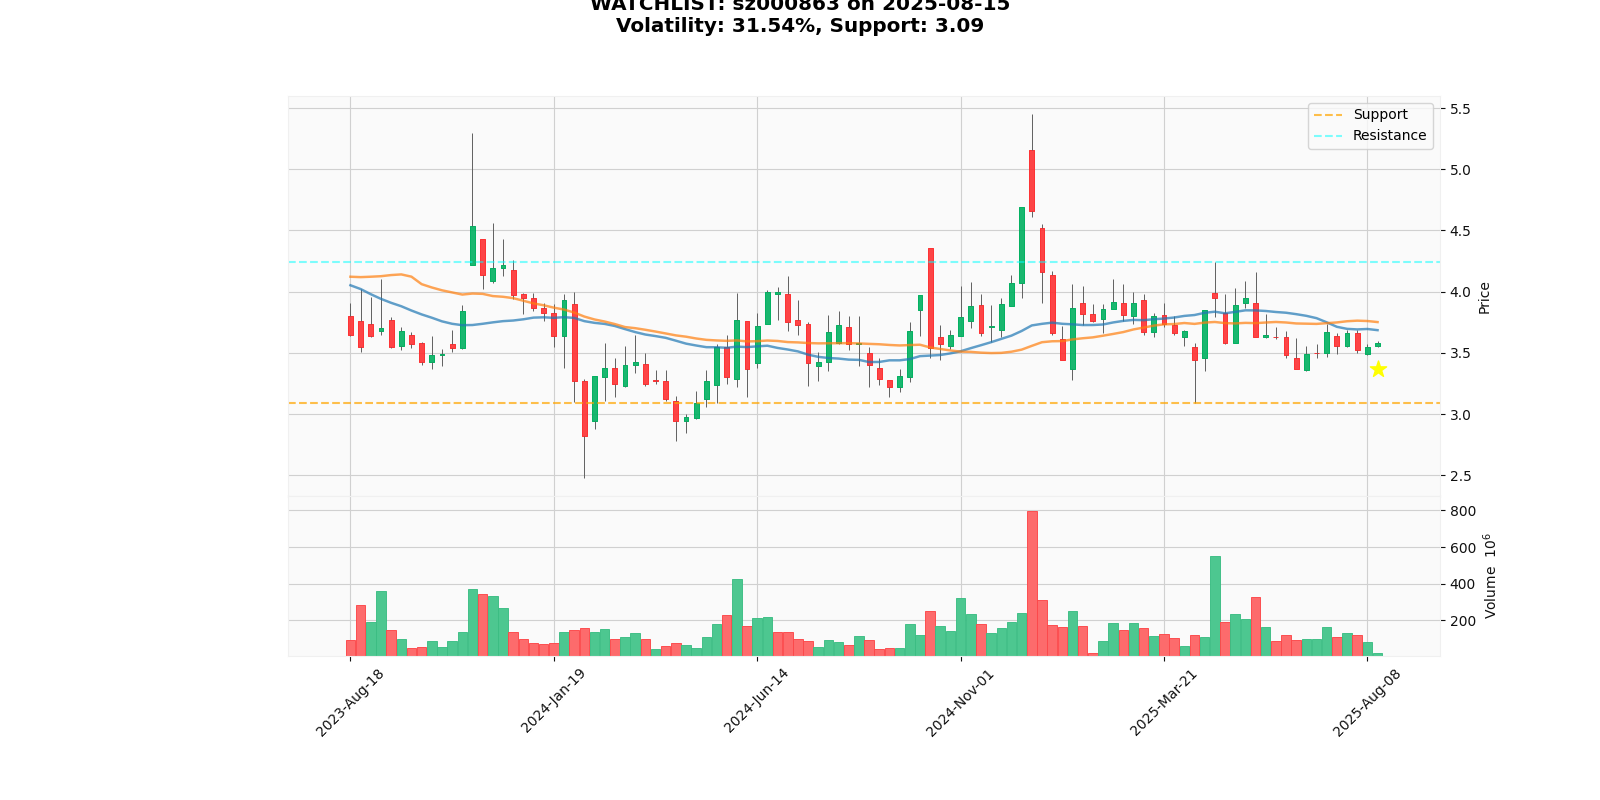 WATCHLIST: sz000863 on 2025-08-15
Volatility: 31.54%, Support: 3.09
Support
Resistance
5.5
5.0
4.5
4.0
3.5
3.0
2.5
Price
800
600
400
200
Volume 10⁶
2023-Aug-18
2024-Jan-19
2024-Jun-14
2024-Nov-01
2025-Mar-21
2025-Aug-08